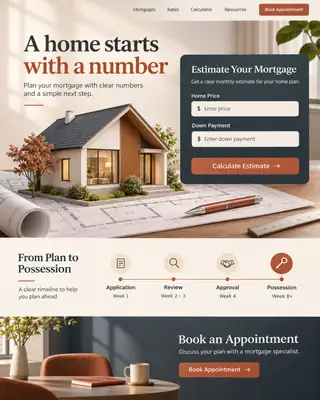 Mortgages Rates Calculator Resources Book Appointment
A home starts
with a number
Plan your mortgage with clear numbers
and a simple next step.
Estimate Your Mortgage
Get a clear monthly estimate for your home plan.
Home Price
$ Enter price
Down Payment
$ Enter down payment
Calculate Estimate →
From Plan to
Possession
A clear timeline to help
you plan ahead.
Application
Week 1
Review
Week 2 – 3
Approval
Week 4
Possession
Week 8+
Book an Appointment
Discuss your plan with a mortgage specialist.
Book Appointment →